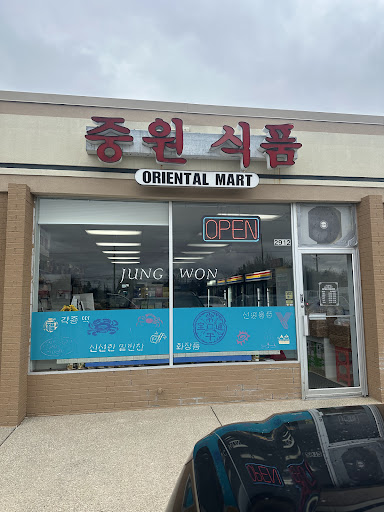 중원 식품
ORIENTAL MART
OPEN
2912
JUNG WON
각종 떡
선물용품
신선한 밑반찬
화장품